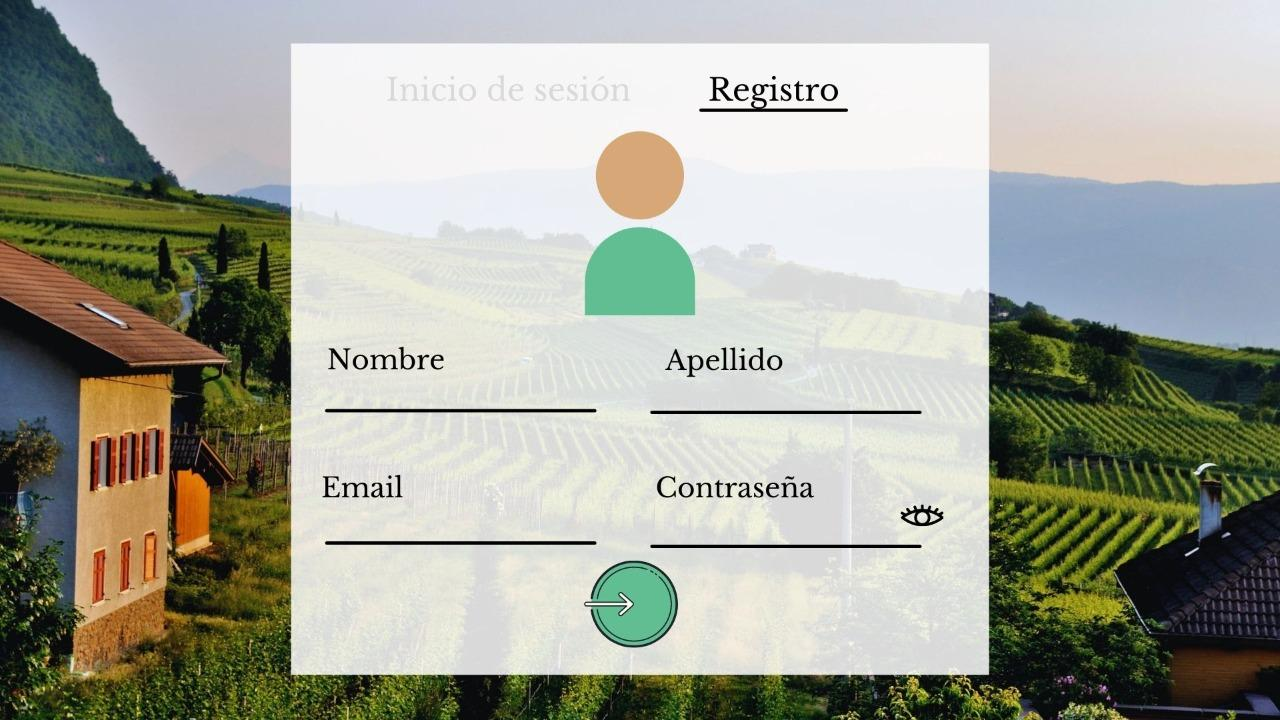 Inicio de sesión Registro
Nombre Apellido
Email Contraseña